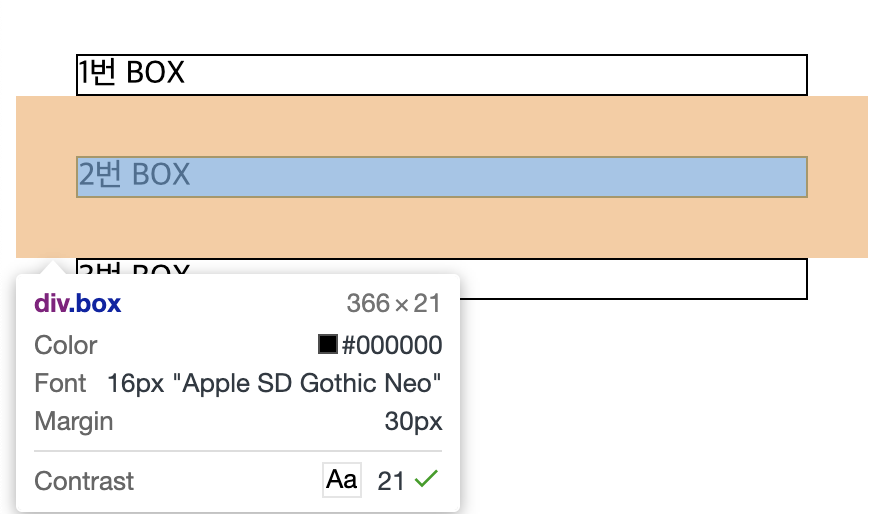 1번 BOX
2번 BOX
3번 BOX
div.box 366 × 21
Color #000000
Font 16px "Apple SD Gothic Neo"
Margin 30px
Contrast Aa 21 ✓